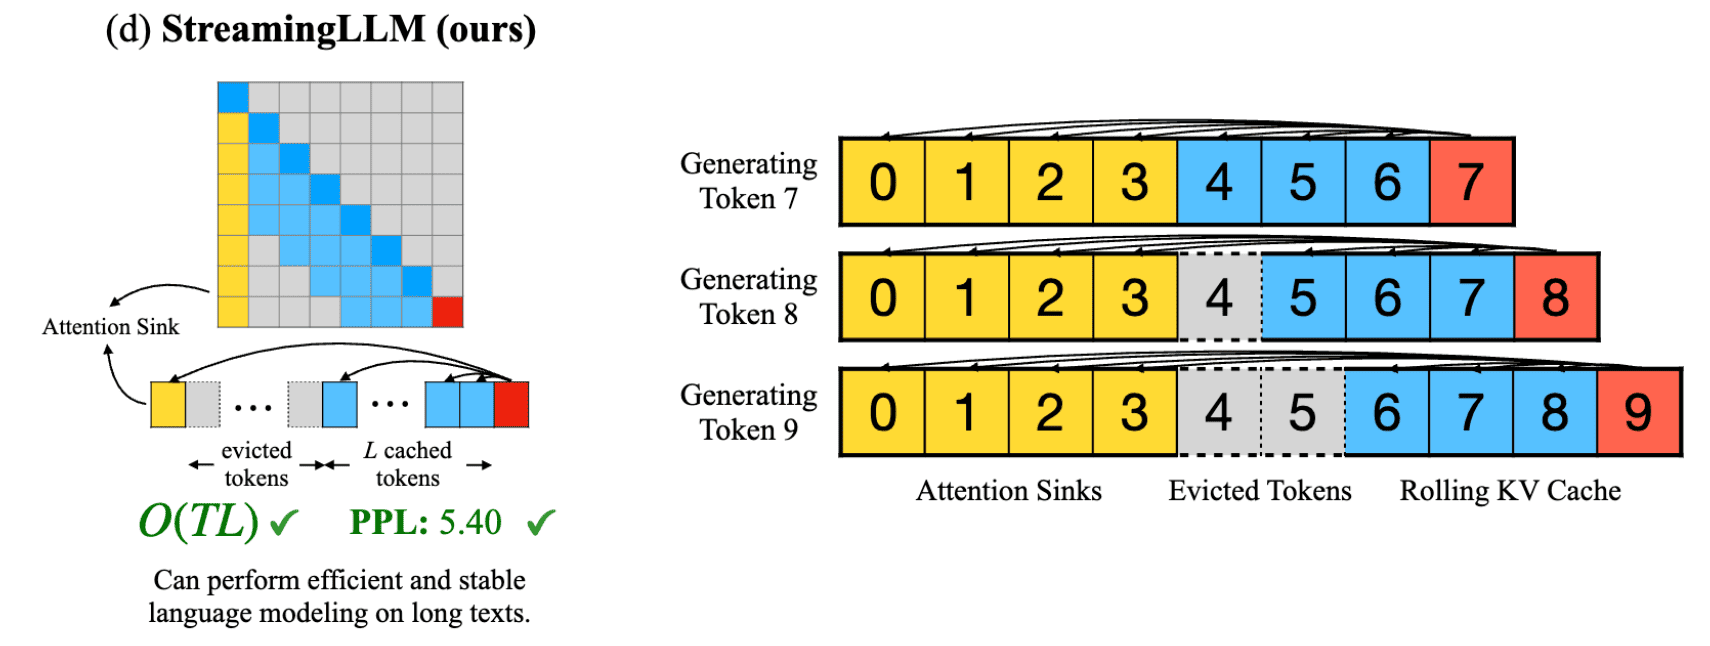 (d) StreamingLLM (ours)
Attention Sink
...
...
evicted
tokens
L cached
tokens
O(TL) ✓
PPL: 5.40 ✓
Can perform efficient and stable
language modeling on long texts.
Generating
Token 7
0 1 2 3 4 5 6 7
Generating
Token 8
0 1 2 3 4 5 6 7 8
Generating
Token 9
0 1 2 3 4 5 6 7 8 9
Attention Sinks
Evicted Tokens
Rolling KV Cache